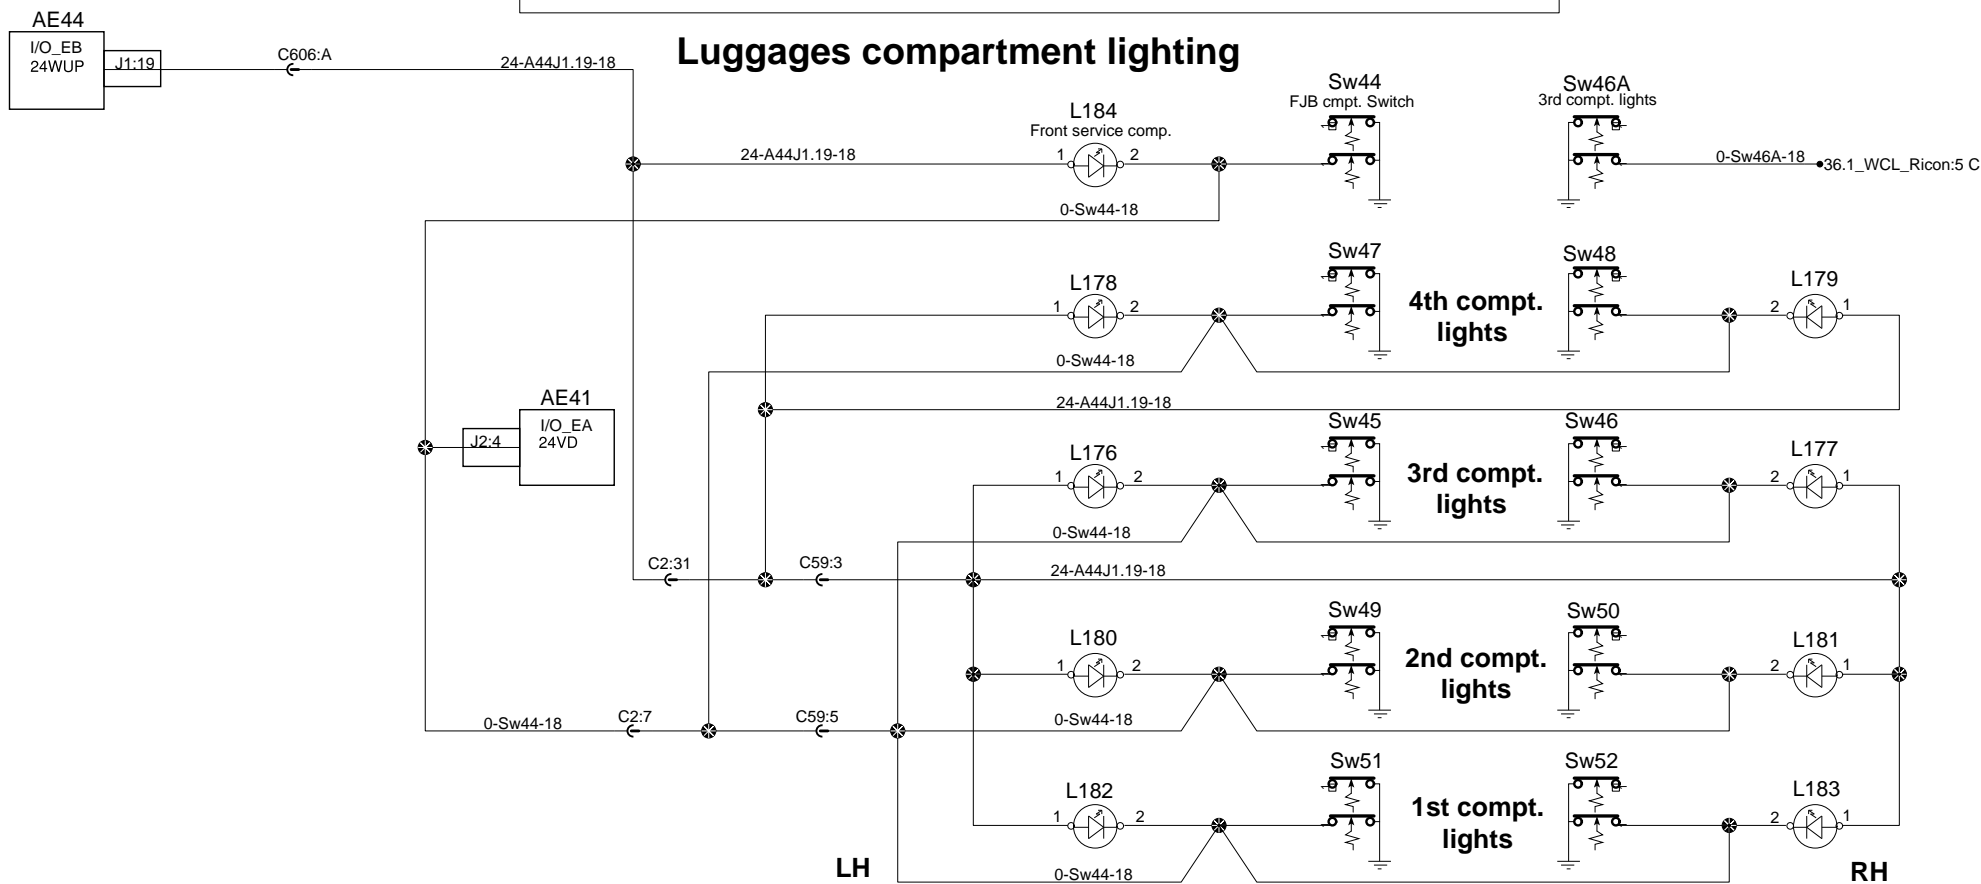 AE44
I/O_EB
24WUP
J1:19
C606:A
24-A44J1.19-18
Luggages compartment lighting
Sw44
FJB cmpt. Switch
Sw46A
3rd compt. lights
L184
Front service comp.
24-A44J1.19-18
1
2
0-Sw46A-18
36.1_WCL_Ricon:5 C
0-Sw44-18
Sw47
Sw48
L178
1
2
4th compt.
lights
L179
2
1
0-Sw44-18
AE41
I/O_EA
24VD
J2:4
24-A44J1.19-18
Sw45
Sw46
L176
1
2
3rd compt.
lights
L177
2
1
0-Sw44-18
C2:31
C59:3
24-A44J1.19-18
Sw49
Sw50
L180
1
2
2nd compt.
lights
L181
2
1
0-Sw44-18
C2:7
C59:5
0-Sw44-18
Sw51
Sw52
L182
1
2
1st compt.
lights
L183
2
1
LH
0-Sw44-18
RH